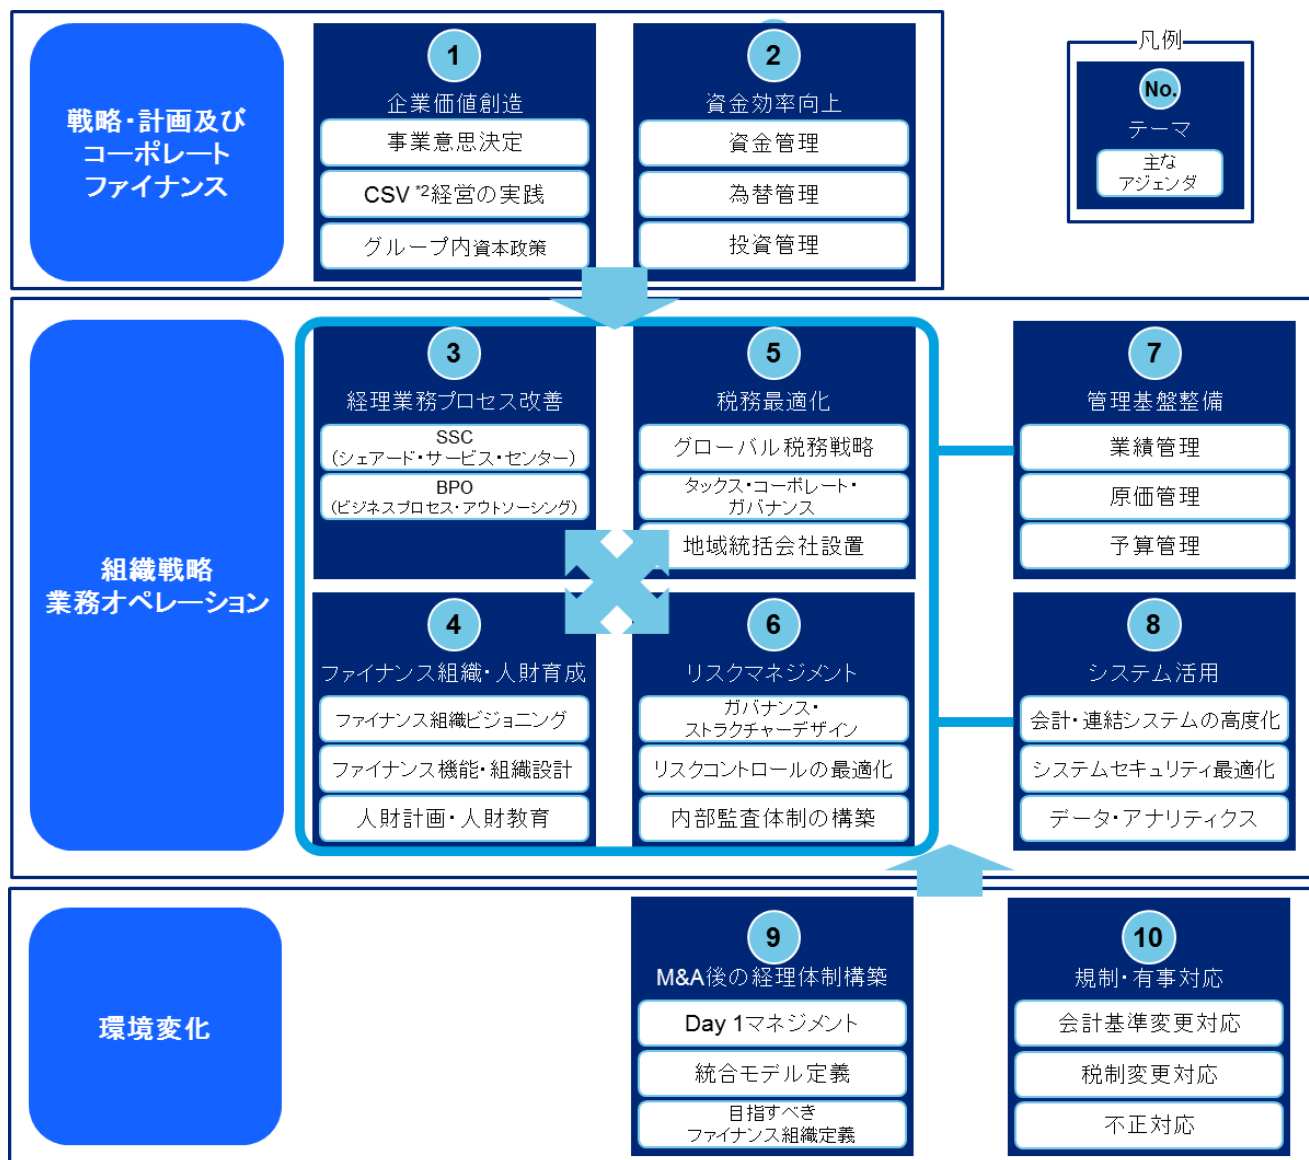 戦略・計画及び
コーポレート
ファイナンス
1
企業価値創造
事業意思決定
CSV *2経営の実践
グループ内資本政策
2
資金効率向上
資金管理
為替管理
投資管理
凡例
No.
テーマ
主な
アジェンダ
組織戦略
業務オペレーション
3
経理業務プロセス改善
SSC
(シェアード・サービス・センター)
BPO
(ビジネスプロセス・アウトソーシング)
5
税務最適化
グローバル税務戦略
タックス・コーポレート・
ガバナンス
地域統括会社設置
7
管理基盤整備
業績管理
原価管理
予算管理
4
ファイナンス組織・人財育成
ファイナンス組織ビジョニング
ファイナンス機能・組織設計
人財計画・人財教育
6
リスクマネジメント
ガバナンス・
ストラクチャーデザイン
リスクコントロールの最適化
内部監査体制の構築
8
システム活用
会計・連結システムの高度化
システムセキュリティ最適化
データ・アナリティクス
環境変化
9
M&A後の経理体制構築
Day 1マネジメント
統合モデル定義
目指すべき
ファイナンス組織定義
10
規制・有事対応
会計基準変更対応
税制変更対応
不正対応